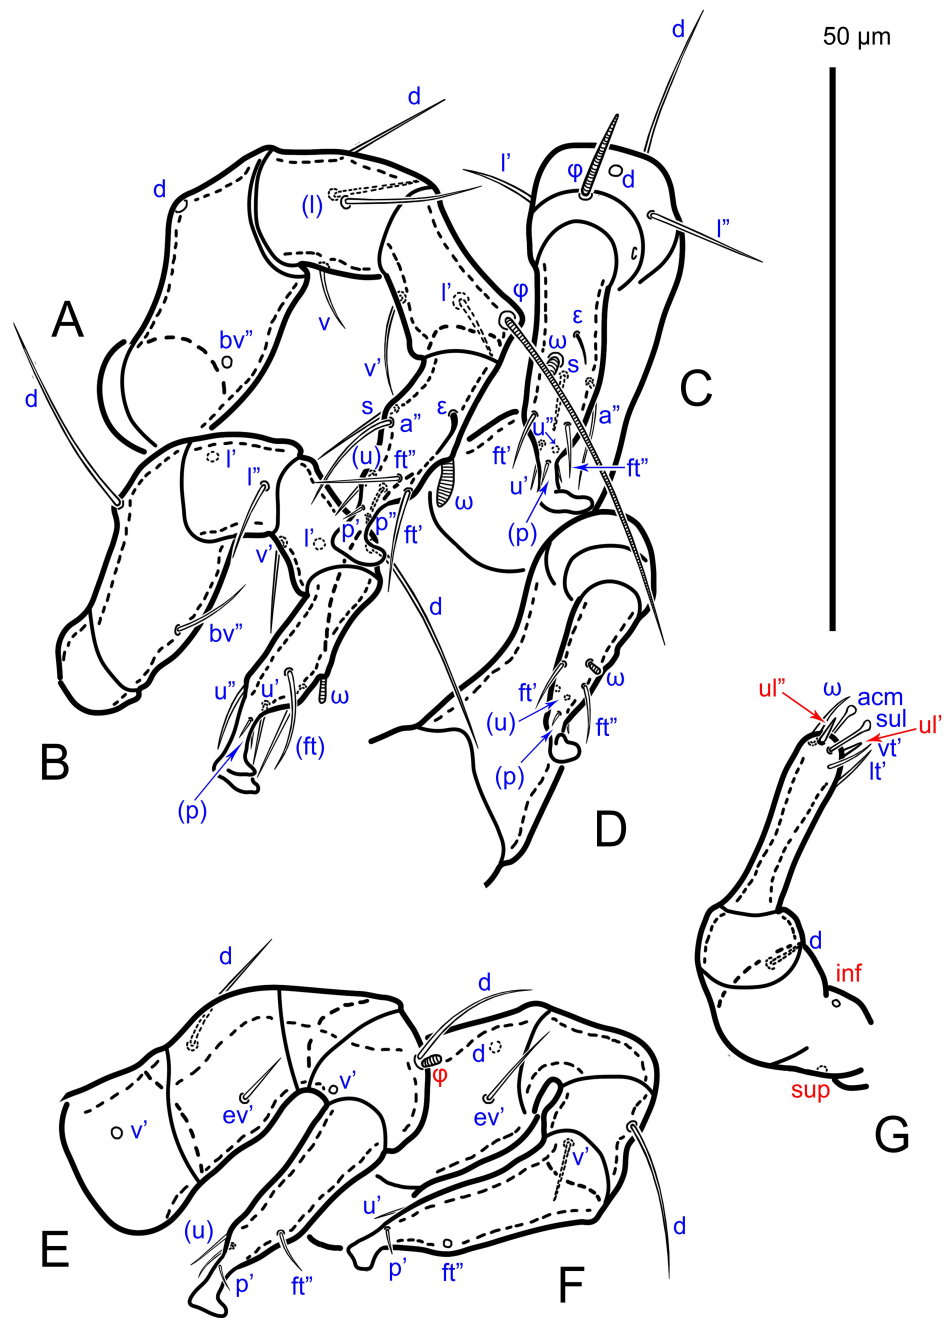 50 µm
d
d
d
φ
d
l’
l”
(l)
d
A
bv”
v
l’
φ
v’
ε
ω
s
C
d
s
a”
ε
a”
u”
ft’
ft”
u’
(p)
(u)
ft”
ω
p’
p”
ft’
l’
l”
v’
l’
bv”
d
u”
u’
ω
(ft)
B
(p)
ft’
ω
(u)
ft”
(p)
D
ul”
ω
acm
sul
ul’
vt’
lt’
d
inf
sup
G
d
d
φ
v’
ev’
v’
(u)
p’
ft”
E
d
ev’
v’
u’
d
p’
ft”
F